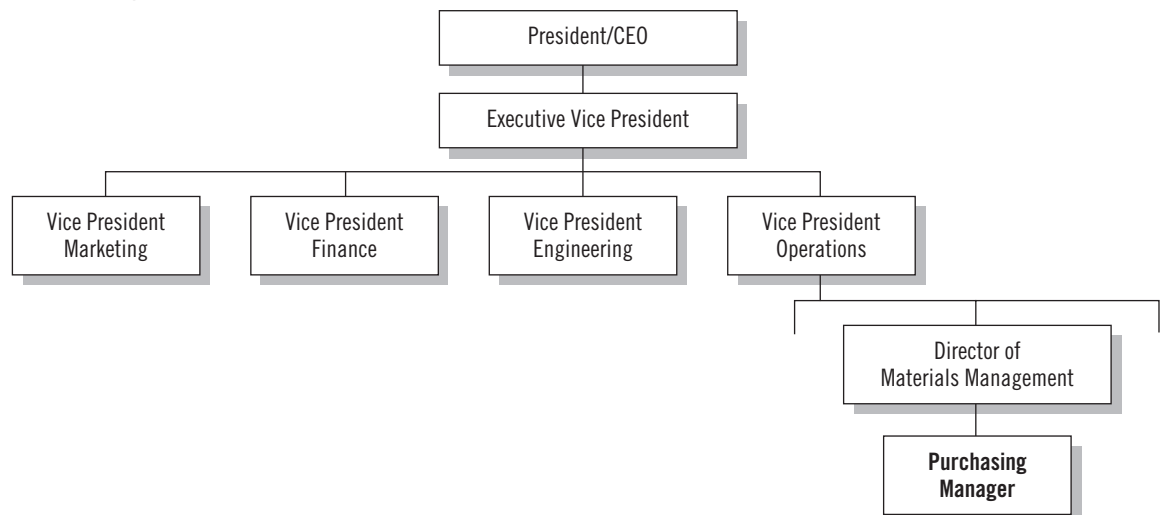 President/CEO
Executive Vice President
Vice President
Marketing
Vice President
Finance
Vice President
Engineering
Vice President
Operations
Director of
Materials Management
Purchasing
Manager